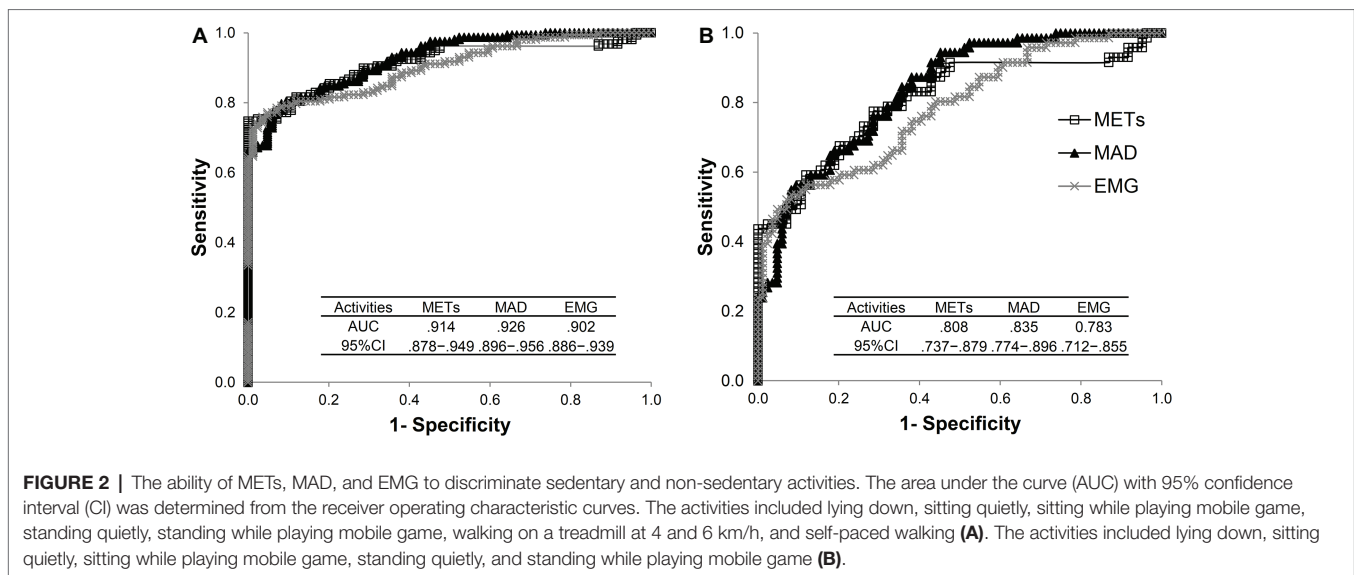 A
1.0
0.8
0.6
0.4
0.2
0.0
Sensitivity
0.0 0.2 0.4 0.6 0.8 1.0
1- Specificity
Activities METs MAD EMG
AUC .914 .926 .902
95%CI .878–.949 .896–.956 .886–.939
B
1.0
0.8
0.6
0.4
0.2
0.0
Sensitivity
0.0 0.2 0.4 0.6 0.8 1.0
1- Specificity
METs
MAD
EMG
Activities METs MAD EMG
AUC .808 .835 0.783
95%CI .737–.879 .774–.896 .712–.855
FIGURE 2 | The ability of METs, MAD, and EMG to discriminate sedentary and non-sedentary activities. The area under the curve (AUC) with 95% confidence
interval (CI) was determined from the receiver operating characteristic curves. The activities included lying down, sitting quietly, sitting while playing mobile game,
standing quietly, standing while playing mobile game, walking on a treadmill at 4 and 6 km/h, and self-paced walking (A). The activities included lying down, sitting
quietly, sitting while playing mobile game, standing quietly, and standing while playing mobile game (B).